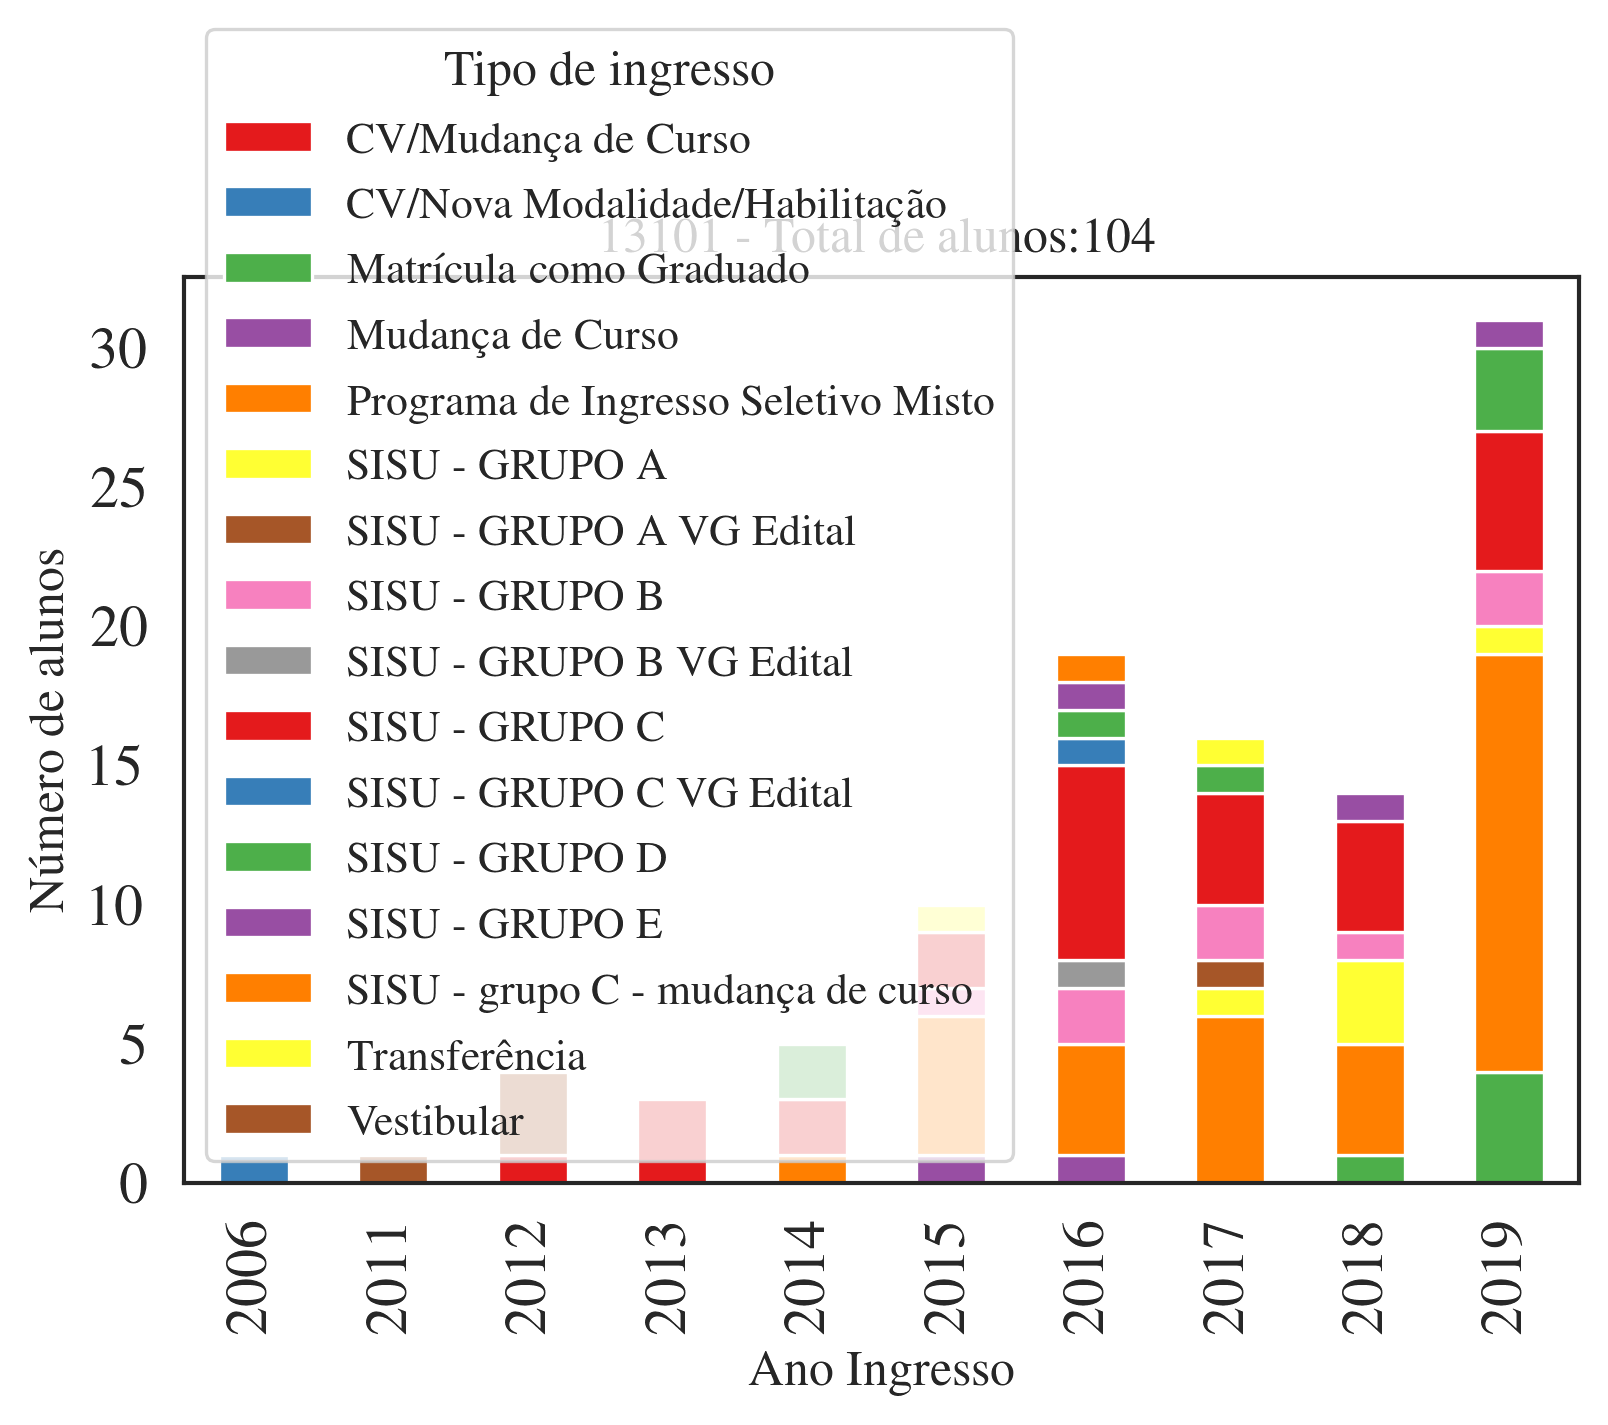 Tipo de ingresso
CV/Mudança de Curso
CV/Nova Modalidade/Habilitação
13101 - Total de alunos:104
Matrícula como Graduado
Mudança de Curso
Programa de Ingresso Seletivo Misto
SISU - GRUPO A
SISU - GRUPO A VG Edital
SISU - GRUPO B
SISU - GRUPO B VG Edital
SISU - GRUPO C
SISU - GRUPO C VG Edital
SISU - GRUPO D
SISU - GRUPO E
SISU - grupo C - mudança de curso
Transferência
Vestibular
Número de alunos
30
25
20
15
10
5
0
2006
2011
2012
2013
2014
2015
2016
2017
2018
2019
Ano Ingresso